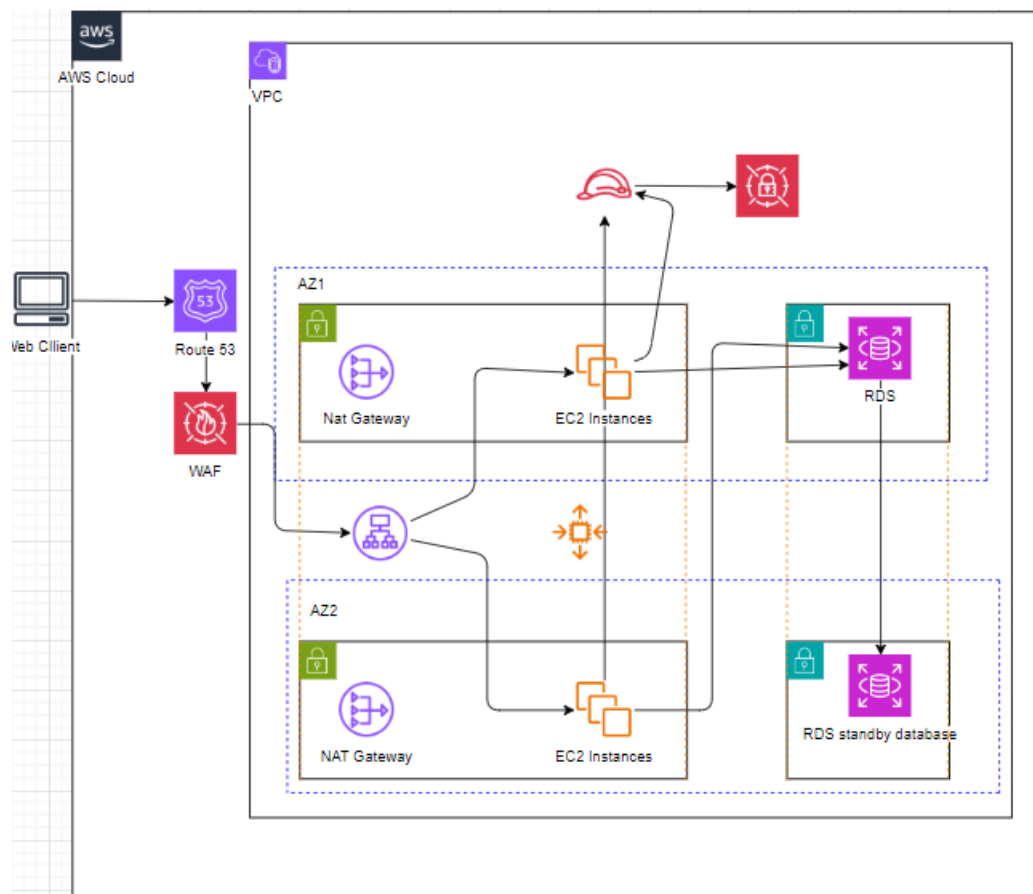 aws
AWS Cloud
VPC
AZ1
53
Web Cllient
Route 53
Nat Gateway
EC2 Instances
RDS
WAF
AZ2
NAT Gateway
EC2 Instances
RDS standby database